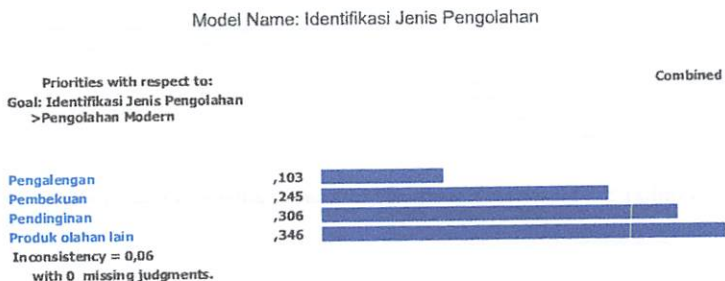 Model Name: Identifikasi Jenis Pengolahan
Priorities with respect to:
Combined
Goal: Identifikasi Jenis Pengolahan
>Pengolahan Modern
Pengalengan ,103
Pembekuan ,245
Pendinginan ,306
Produk olahan lain ,346
Inconsistency = 0,06
with 0 missing judgments.